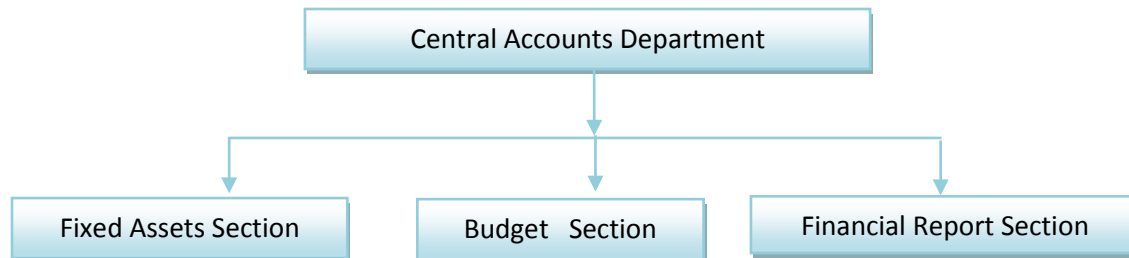 Central Accounts Department
Fixed Assets Section
Budget Section
Financial Report Section